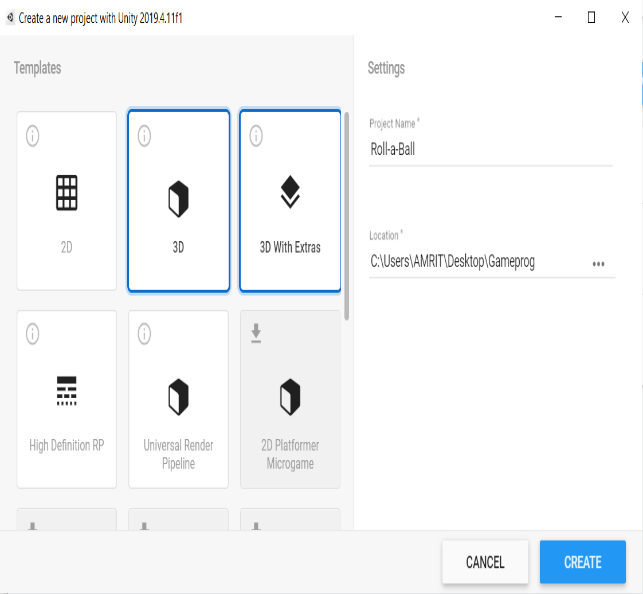 Create a new project with Unity 2019.4.11f1
Templates
Settings
2D
3D
3D With Extras
High Definition RP
Universal Render
Pipeline
2D Platformer
Microgame
Project Name *
Roll-a-Ball
Location *
C:\Users\AMRIT\Desktop\Gameprog
CANCEL
CREATE